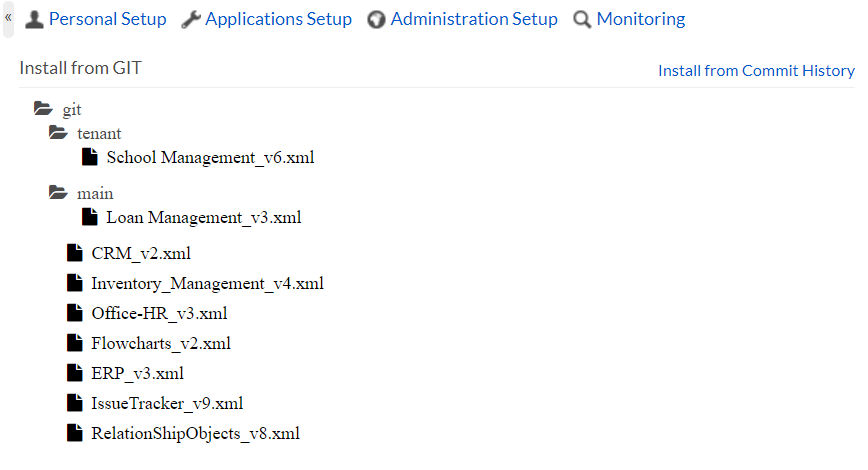 « Personal Setup Applications Setup Administration Setup Monitoring
Install from GIT Install from Commit History
git
tenant
School Management_v6.xml
main
Loan Management_v3.xml
CRM_v2.xml
Inventory_Management_v4.xml
Office-HR_v3.xml
Flowcharts_v2.xml
ERP_v3.xml
IssueTracker_v9.xml
RelationShipObjects_v8.xml